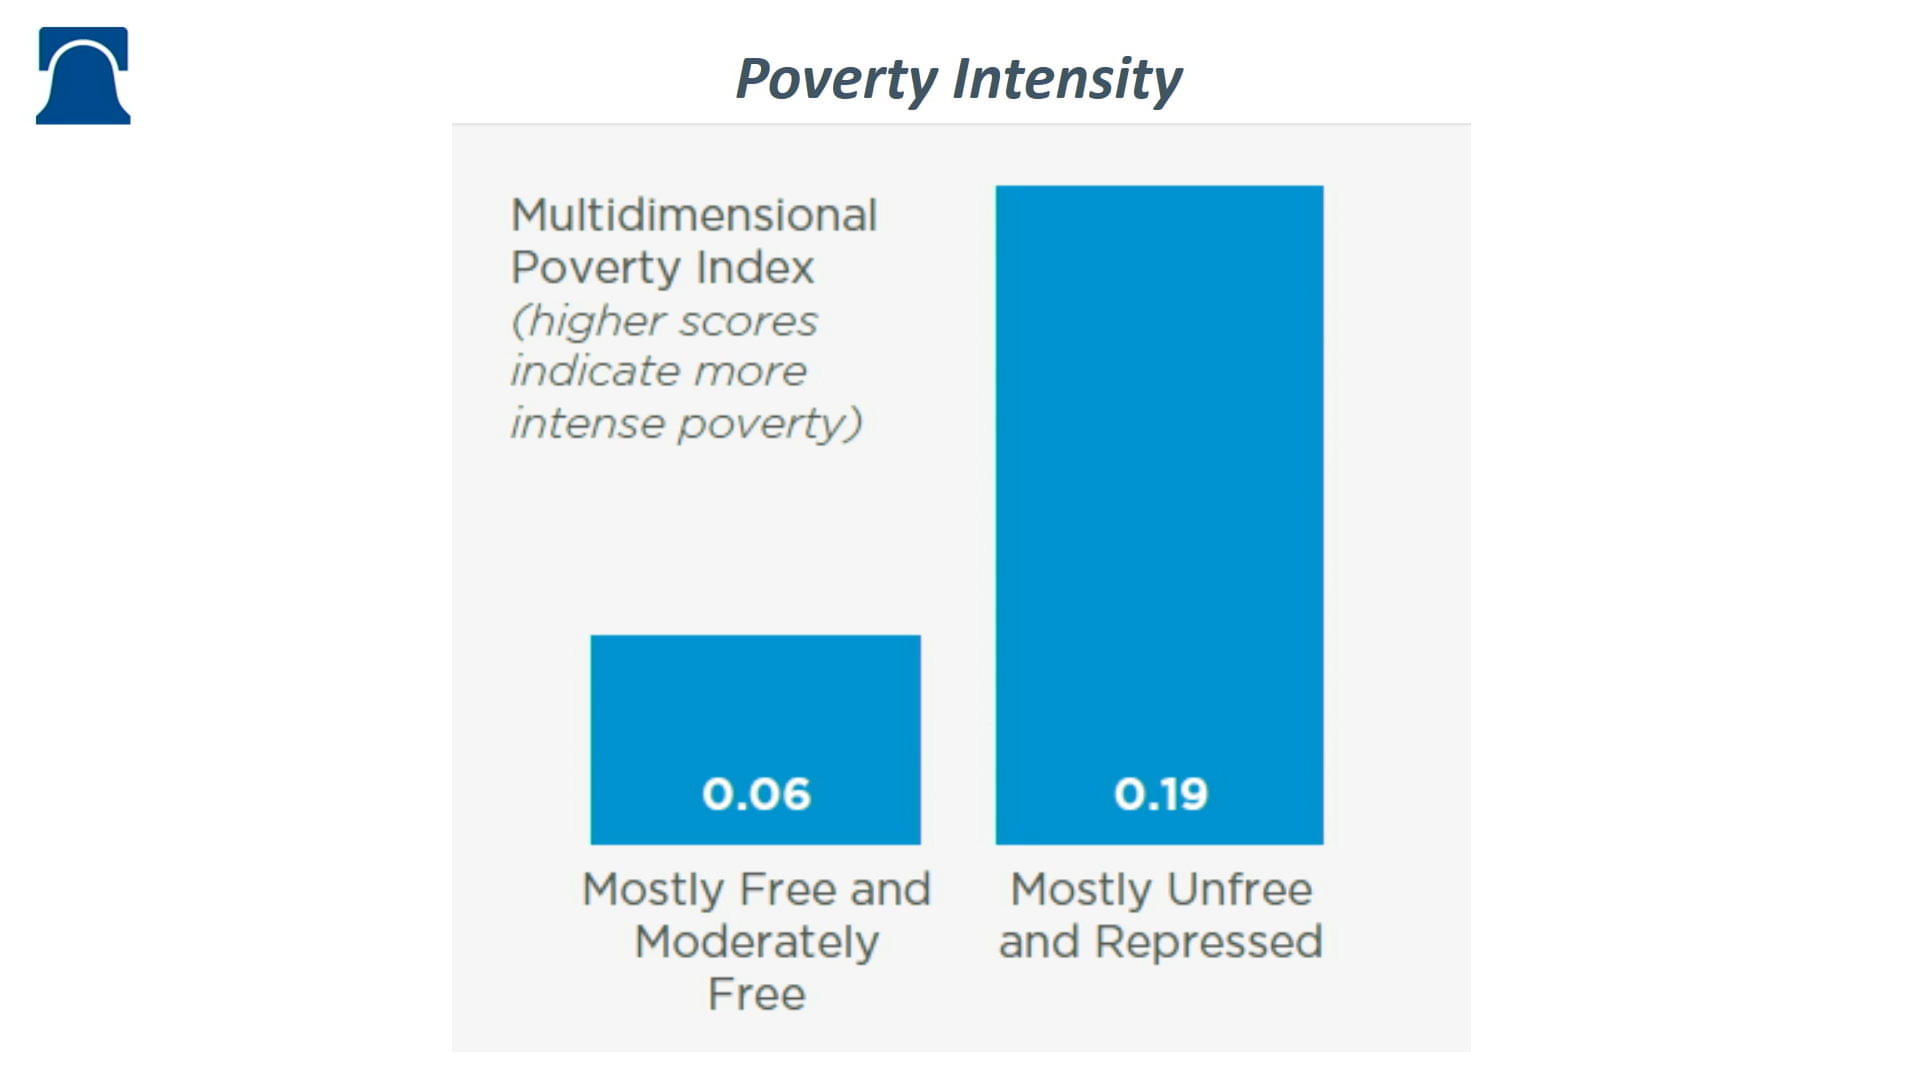 Poverty Intensity
Multidimensional
Poverty Index
(higher scores
indicate more
intense poverty)
0.06
0.19
Mostly Free and
Moderately
Free
Mostly Unfree
and Repressed